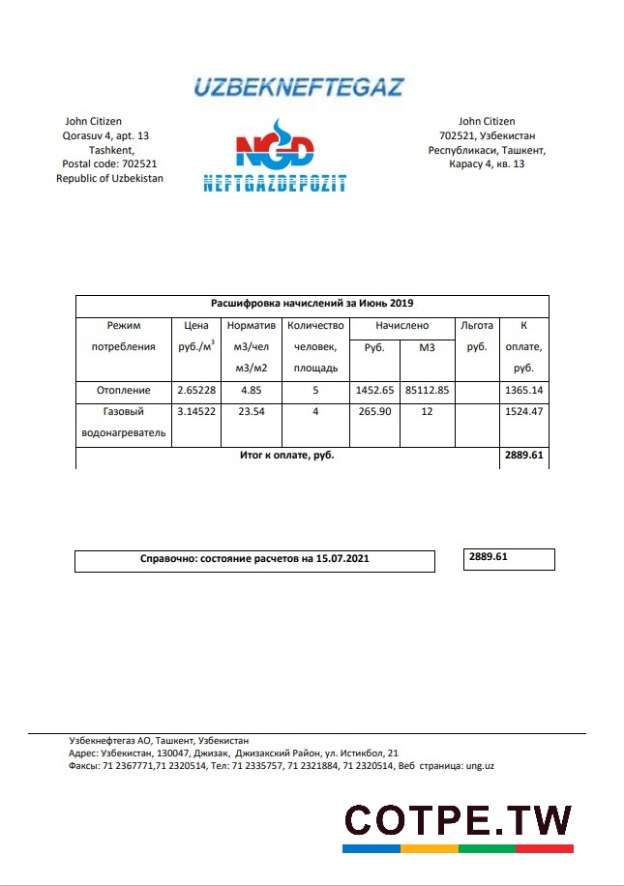 UZBEKNEFTEGAZ
John Citizen
Qorasuv 4, apt. 13
Tashkent,
Postal code: 702521
Republic of Uzbekistan
NGD
NEFTGAZDEPOZIT
John Citizen
702521, Узбекистан
Республикаси, Ташкент,
Карасу 4, кв. 13
Расшифровка начислений за Июнь 2019
Режим потребления Цена руб./м³ Норматив м3/чел м3/м2 Количество человек, площадь Начислено Льгота руб. К оплате, руб.
Руб. М3
Отопление 2.65228 4.85 5 1452.65 85112.85 1365.14
Газовый водонагреватель 3.14522 23.54 4 265.90 12 1524.47
Итог к оплате, руб. 2889.61
Справочно: состояние расчетов на 15.07.2021 2889.61
Узбекнефтегаз АО, Ташкент, Узбекистан
Адрес: Узбекистан, 130047, Джизак, Джизакский Район, ул. Истикбол, 21
Факсы: 71 2367771,71 2320514, Тел: 71 2335757, 71 2321884, 71 2320514, Веб страница: ung.uz
COTPE.TW